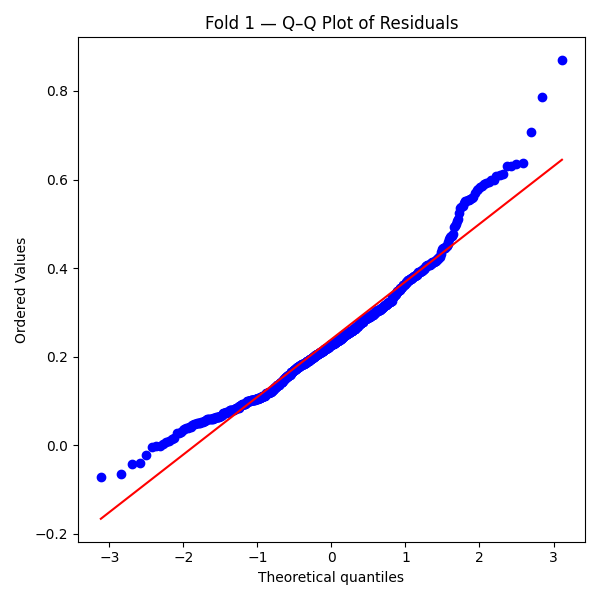 Fold 1 — Q–Q Plot of Residuals
0.8
0.6
0.4
0.2
0.0
−0.2
Ordered Values
−3 −2 −1 0 1 2 3
Theoretical quantiles